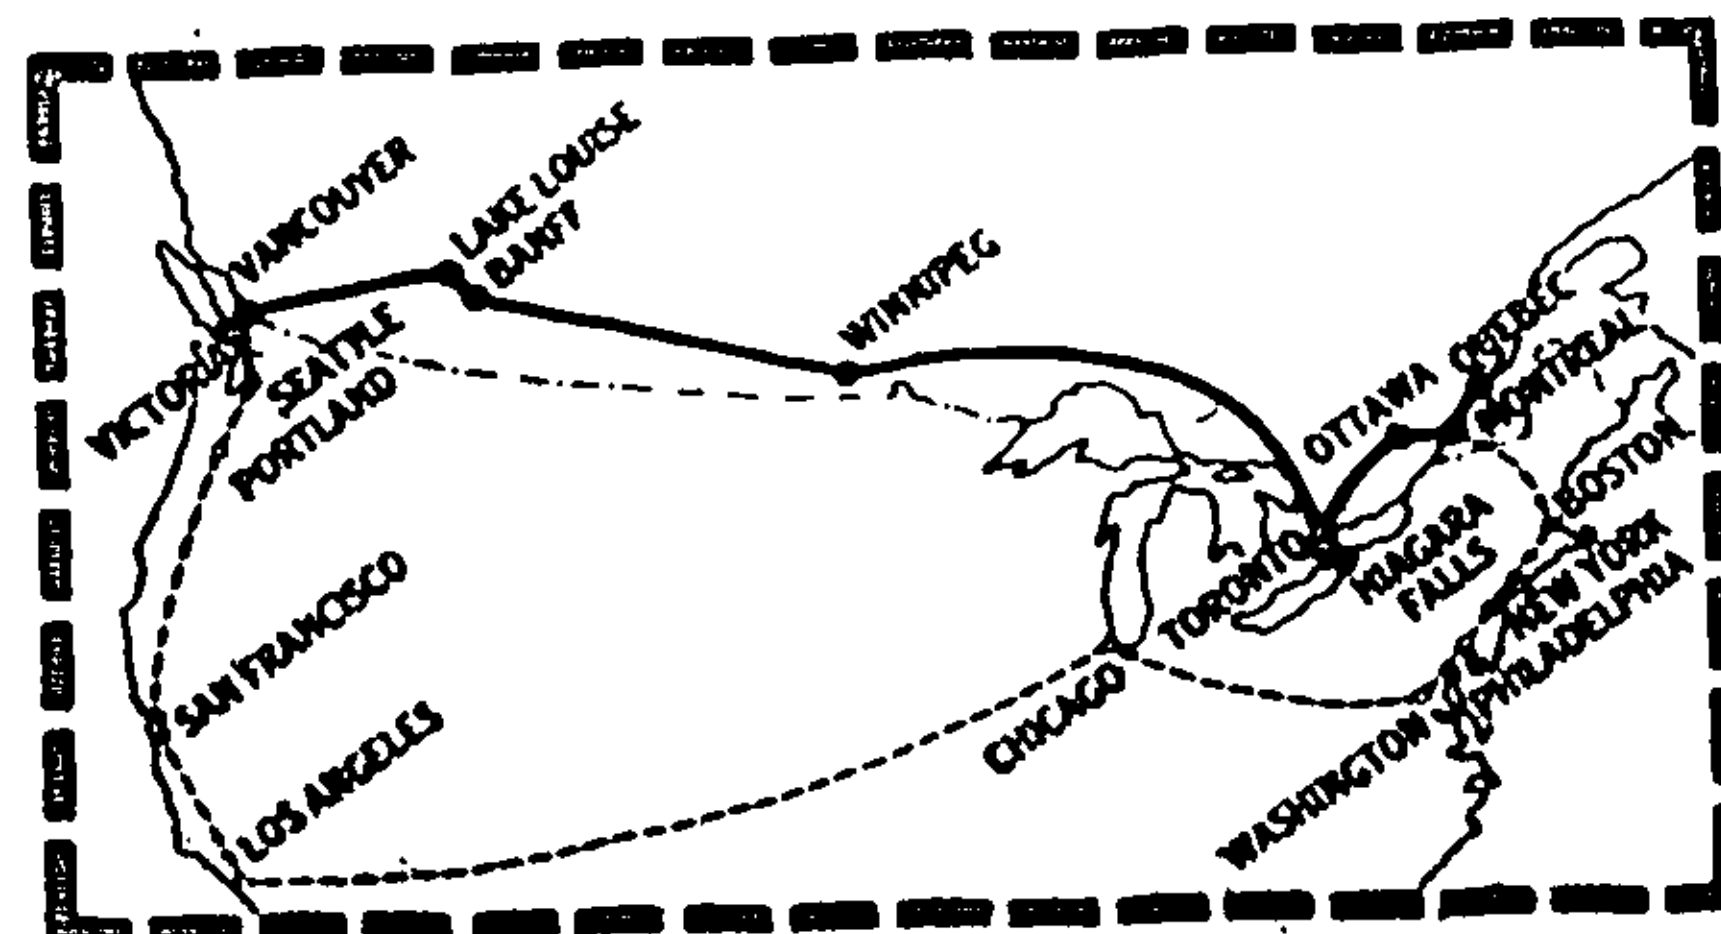 VANCOUVER
LAKE LOUISE
BANFF
WINNIPEG
VICTORIA
SEATTLE
PORTLAND
OTTAWA
QUEBEC
MONTREAL
BOSTON
SAN FRANCISCO
TORONTO
NIAGARA
FALLS
NEW YORK
PHILADELPHIA
LOS ANGELES
CHICAGO
WASHINGTON